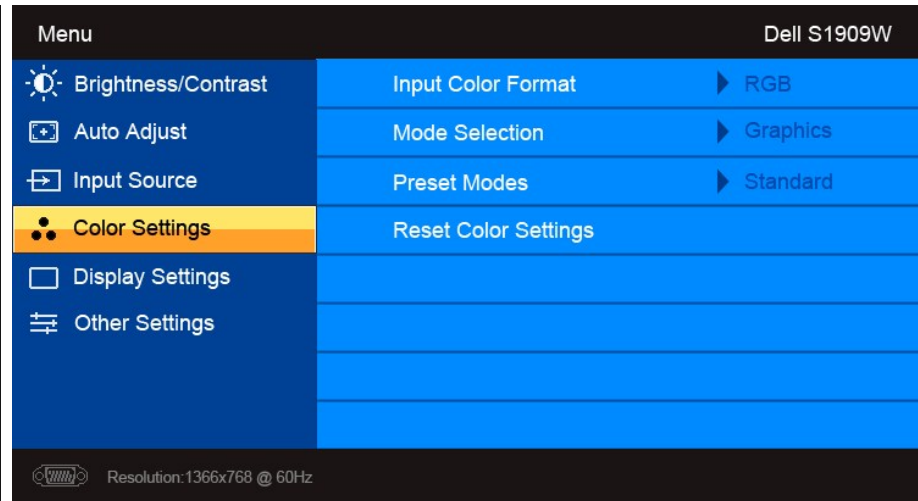 Menu Dell S1909W
Brightness/Contrast
Auto Adjust
Input Source
Color Settings
Display Settings
Other Settings
Input Color Format RGB
Mode Selection Graphics
Preset Modes Standard
Reset Color Settings
Resolution:1366x768 @ 60Hz